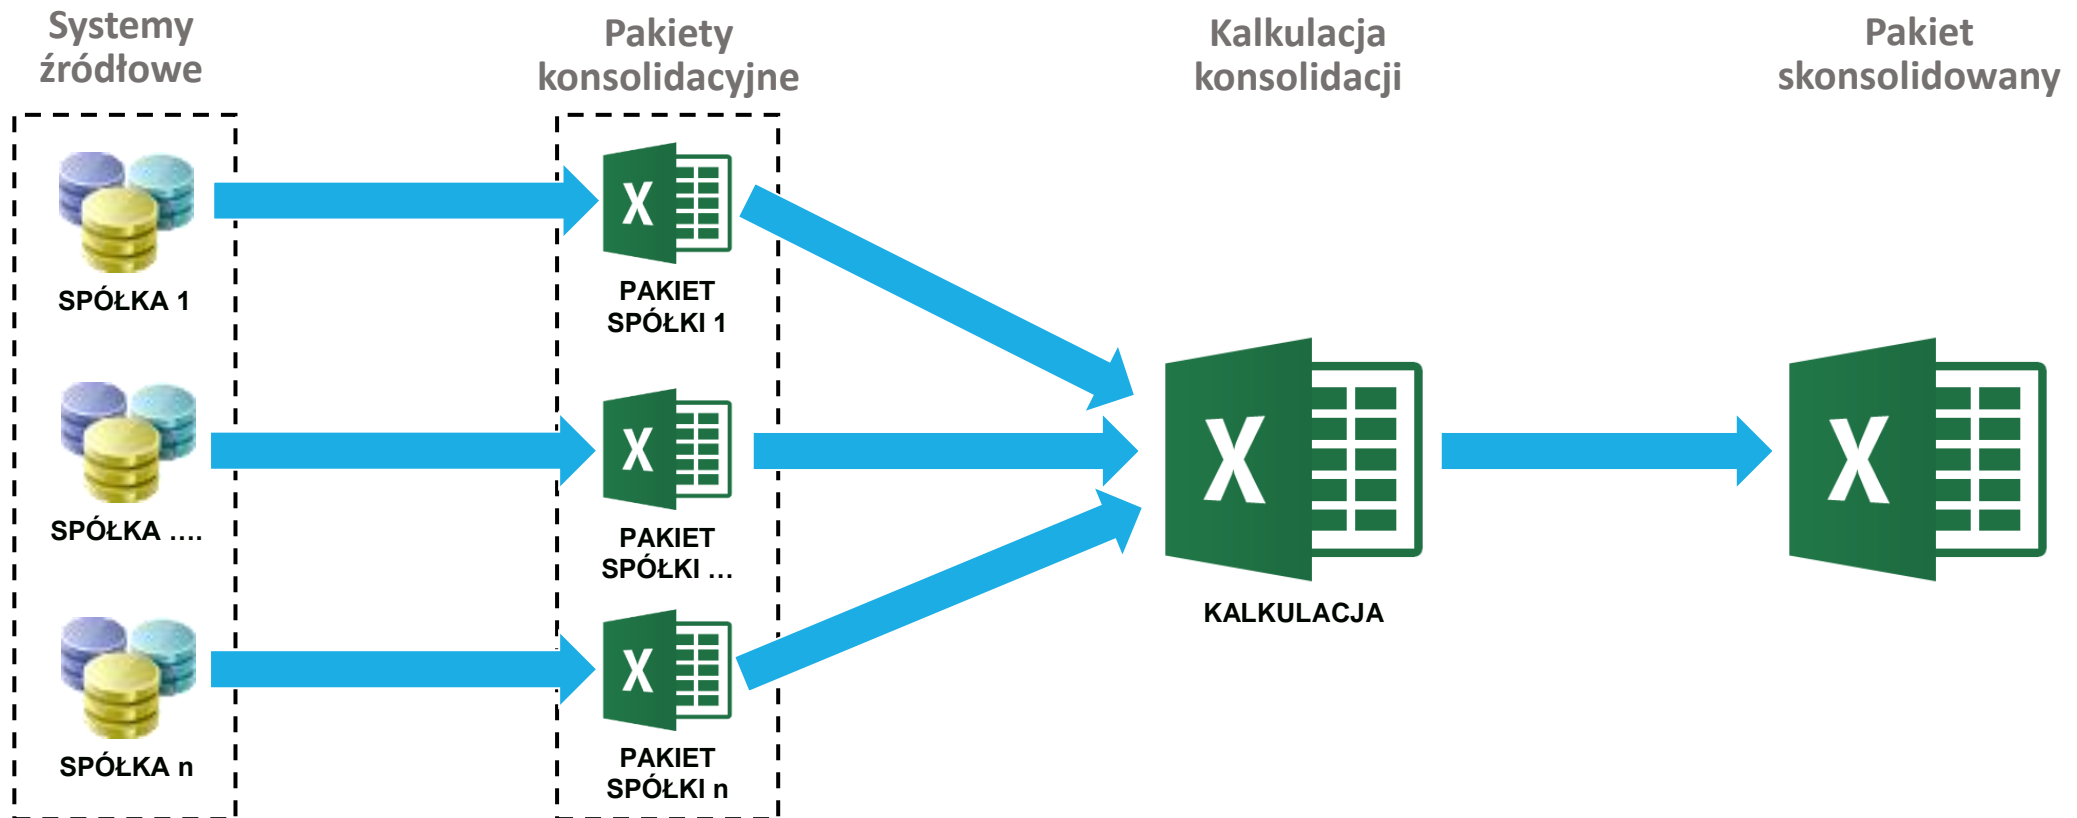 Systemy
źródłowe
Pakiety
konsolidacyjne
Kalkulacja
konsolidacji
Pakiet
skonsolidowany
SPÓŁKA 1
X
PAKIET
SPÓŁKI 1
SPÓŁKA ....
X
PAKIET
SPÓŁKI ...
X
KALKULACJA
X
SPÓŁKA n
X
PAKIET
SPÓŁKI n